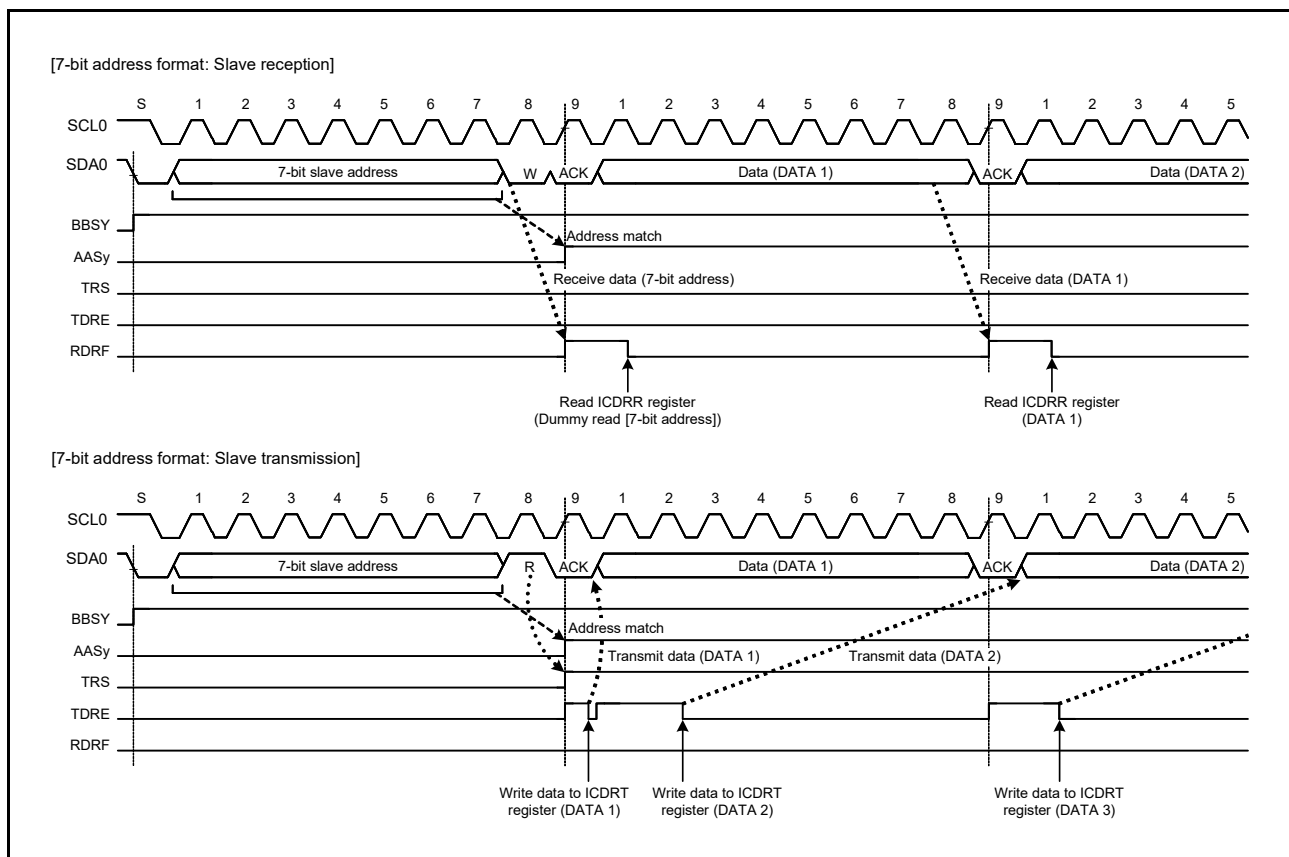 [7-bit address format: Slave reception]
S 1 2 3 4 5 6 7 8 9 1 2 3 4 5 6 7 8 9 1 2 3 4 5
SCL0
SDA0 7-bit slave address W ACK Data (DATA 1) ACK Data (DATA 2)
BBSY
Address match
AASy
Receive data (7-bit address) Receive data (DATA 1)
TRS
TDRE
RDRF
Read ICDRR register Read ICDRR register
(Dummy read [7-bit address]) (DATA 1)
[7-bit address format: Slave transmission]
S 1 2 3 4 5 6 7 8 9 1 2 3 4 5 6 7 8 9 1 2 3 4 5
SCL0
SDA0 7-bit slave address R ACK Data (DATA 1) ACK Data (DATA 2)
BBSY
Address match
AASy
Transmit data (DATA 1) Transmit data (DATA 2)
TRS
TDRE
RDRF
Write data to ICDRT Write data to ICDRT Write data to ICDRT
register (DATA 1) register (DATA 2) register (DATA 3)